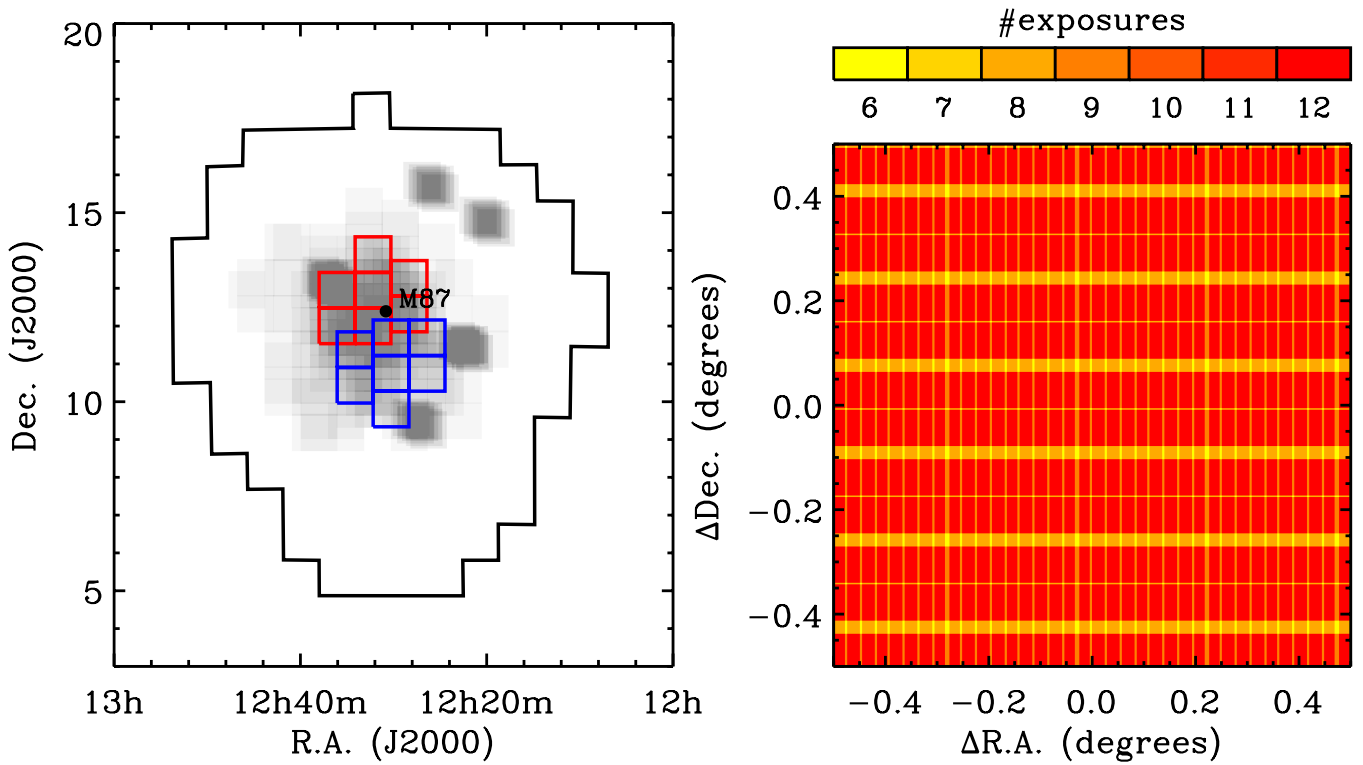 20
15
10
5
Dec. (J2000)
M87
13h 12h40m 12h20m 12h
R.A. (J2000)
#exposures
6 7 8 9 10 11 12
0.4
0.2
0.0
−0.2
−0.4
ΔDec. (degrees)
−0.4 −0.2 0.0 0.2 0.4
ΔR.A. (degrees)